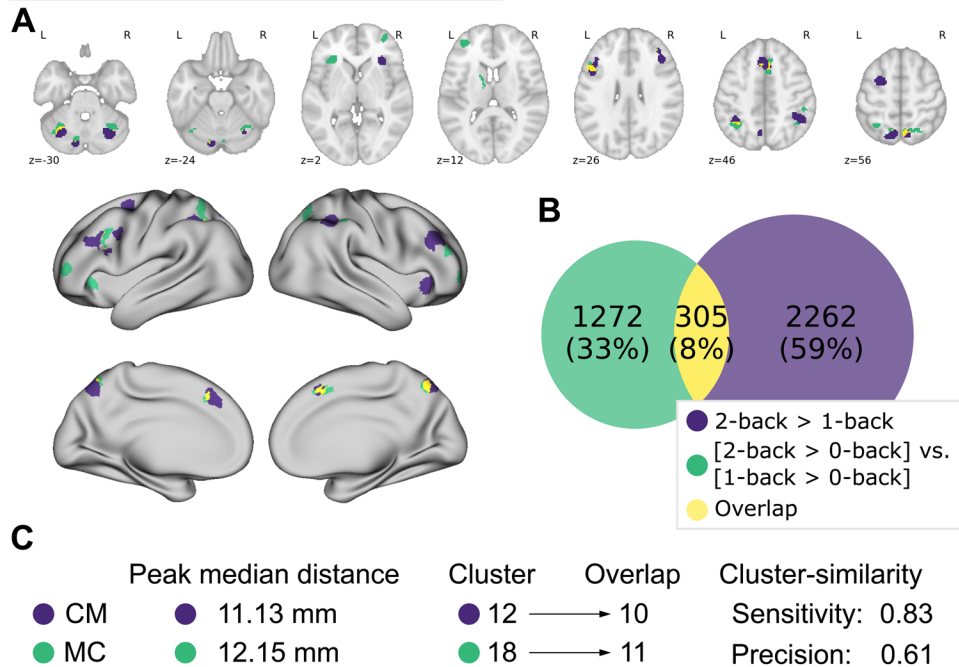 A
L R L R L R L R L R L R L R
z=-30 z=-24 z=2 z=12 z=26 z=46 z=56
B
1272 305 2262
(33%) (8%) (59%)
2-back > 1-back
[2-back > 0-back] vs.
[1-back > 0-back]
Overlap
C
Peak median distance Cluster Overlap Cluster-similarity
CM 11.13 mm 12 → 10 Sensitivity: 0.83
MC 12.15 mm 18 → 11 Precision: 0.61